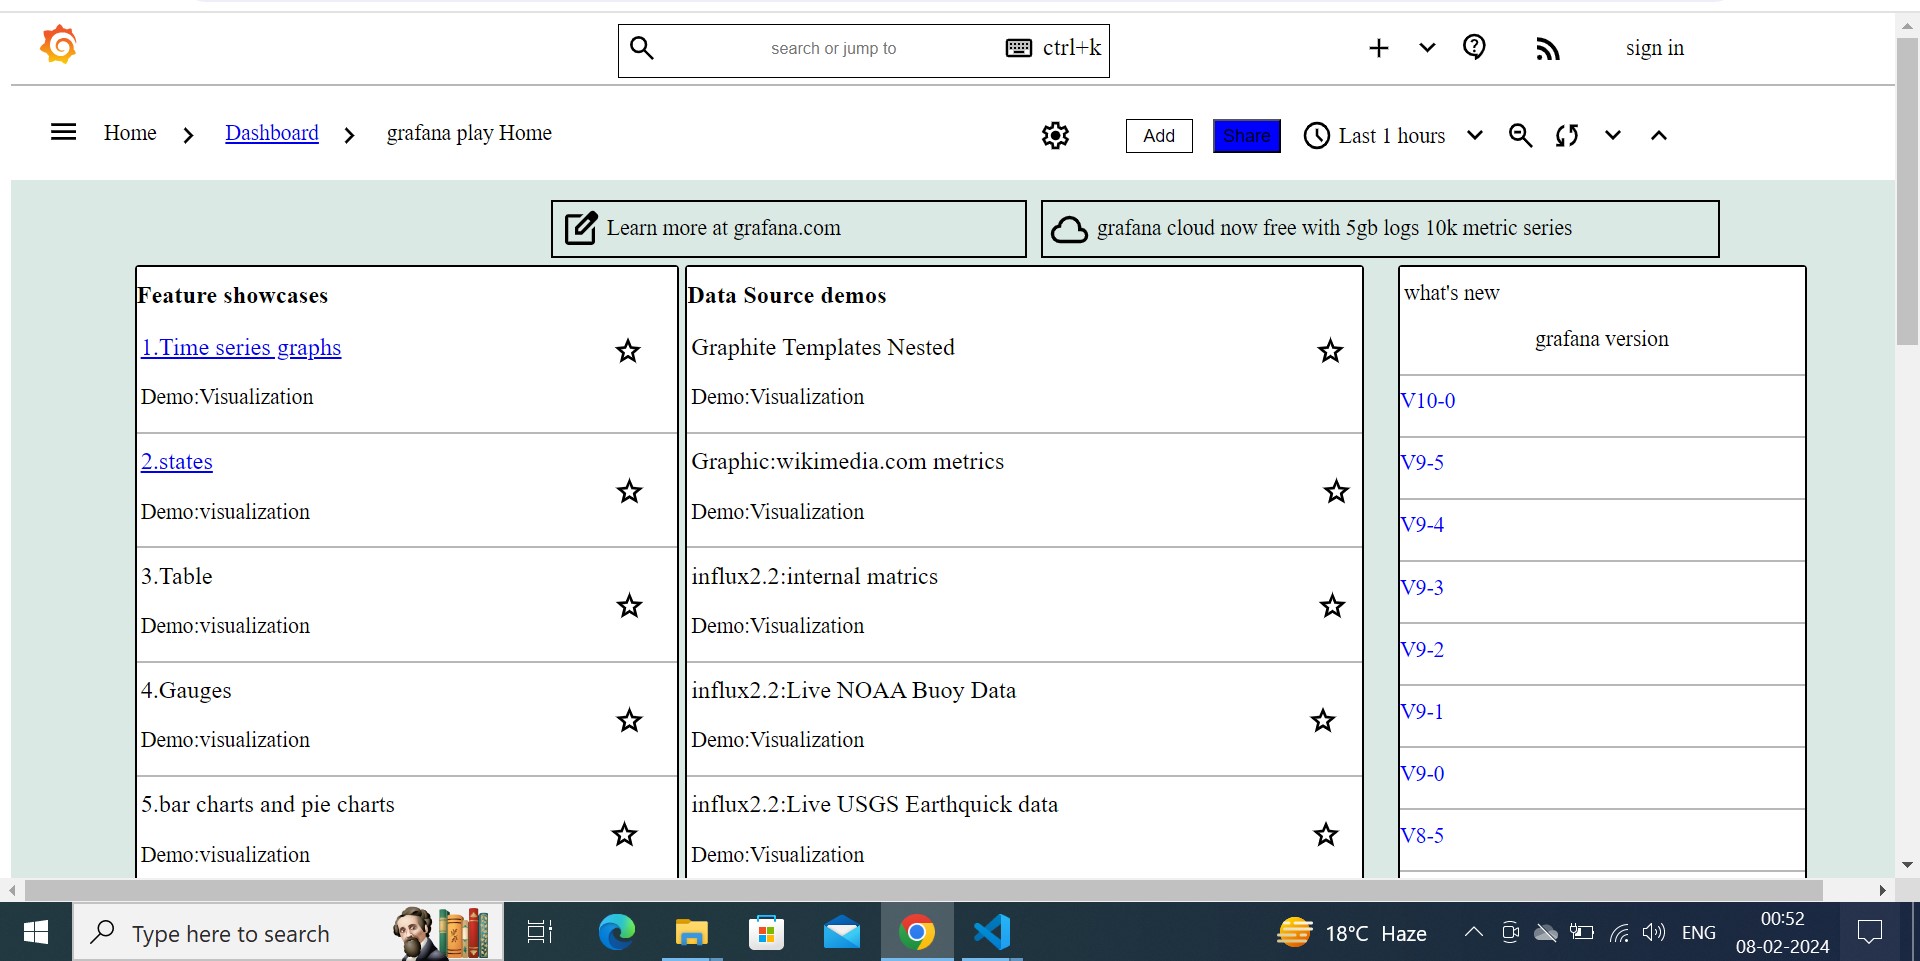 search or jump to ctrl+k sign in
Home Dashboard grafana play Home Add Share Last 1 hours
Learn more at grafana.com grafana cloud now free with 5gb logs 10k metric series
Feature showcases
1.Time series graphs
Demo:Visualization
2.states
Demo:visualization
3.Table
Demo:visualization
4.Gauges
Demo:visualization
5.bar charts and pie charts
Demo:visualization
Data Source demos
Graphite Templates Nested
Demo:Visualization
Graphic:wikimedia.com metrics
Demo:Visualization
influx2.2:internal matrics
Demo:Visualization
influx2.2:Live NOAA Buoy Data
Demo:Visualization
influx2.2:Live USGS Earthquick data
Demo:Visualization
what's new
grafana version
V10-0
V9-5
V9-4
V9-3
V9-2
V9-1
V9-0
V8-5
Type here to search 18°C Haze ENG 00:52
08-02-2024